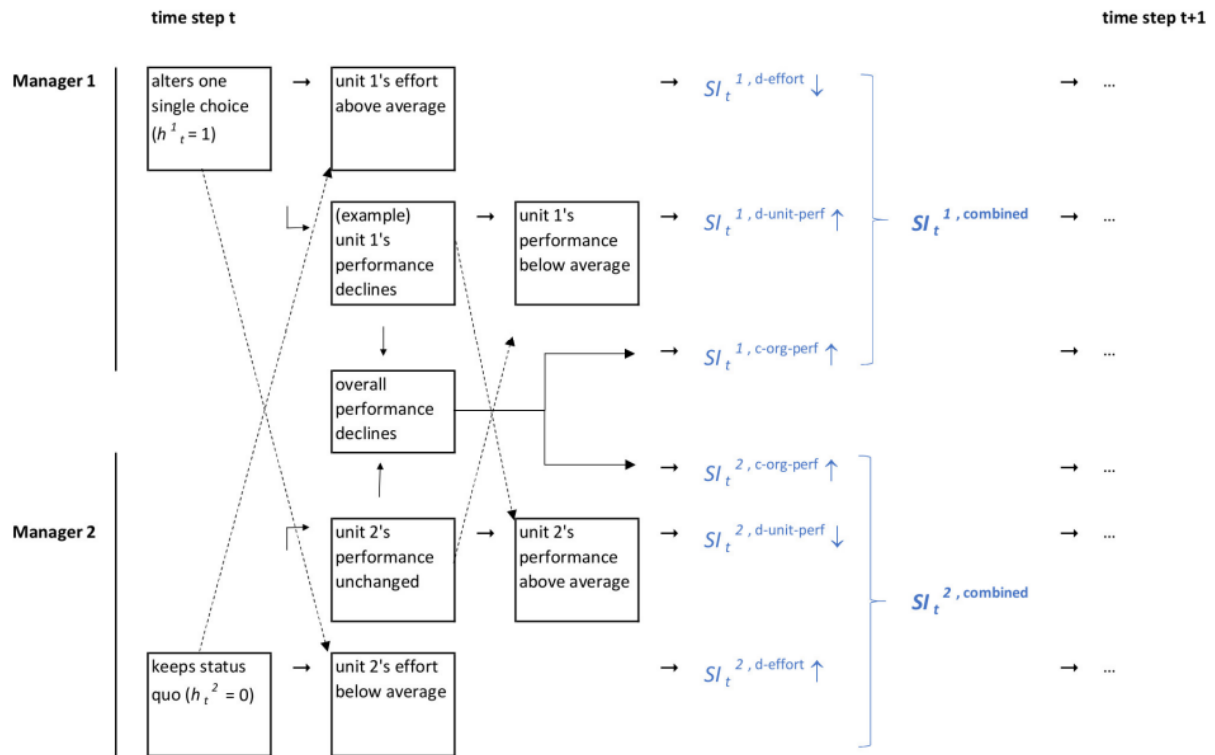 time step t
time step t+1
Manager 1
alters one
single choice
(h ¹ ₜ = 1)
→
unit 1's effort
above average
→
SI ₜ ¹ , d-effort ↓
→ ...
(example)
unit 1's
performance
declines
→
unit 1's
performance
below average
→
SI ₜ ¹ , d-unit-perf ↑
SI ₜ ¹ , combined
→ ...
→
SI ₜ ¹ , c-org-perf ↑
→ ...
overall
performance
declines
→
SI ₜ ² , c-org-perf ↑
→ ...
Manager 2
unit 2's
performance
unchanged
→
unit 2's
performance
above average
→
SI ₜ ² , d-unit-perf ↓
→ ...
SI ₜ ² , combined
keeps status
quo (h ₜ ² = 0)
→
unit 2's effort
below average
→
SI ₜ ² , d-effort ↑
→ ...